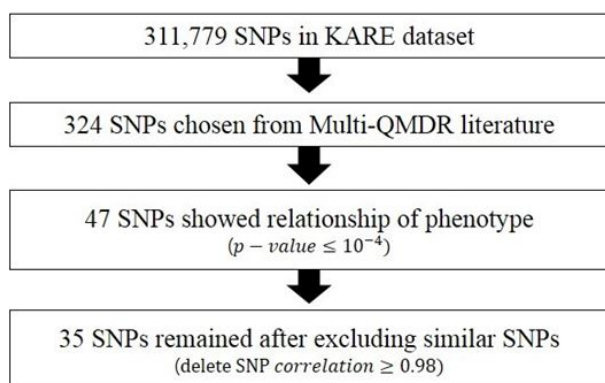 311,779 SNPs in KARE dataset
324 SNPs chosen from Multi-QMDR literature
47 SNPs showed relationship of phenotype
(p − value ≤ 10⁻⁴)
35 SNPs remained after excluding similar SNPs
(delete SNP correlation ≥ 0.98)